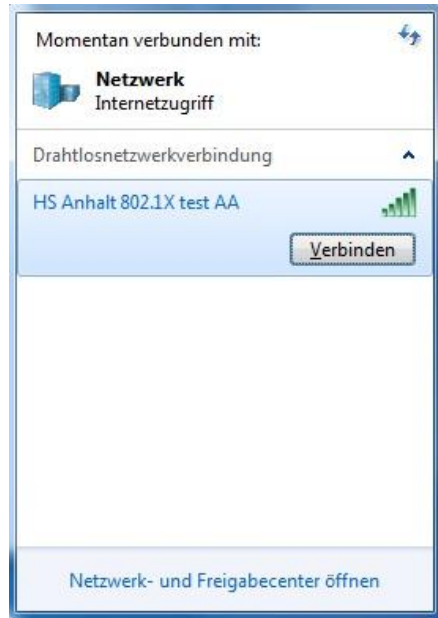 Momentan verbunden mit:
Netzwerk
Internetzugriff
Drahtlosnetzwerkverbindung
HS Anhalt 802.1X test AA
Verbinden
Netzwerk- und Freigabecenter öffnen